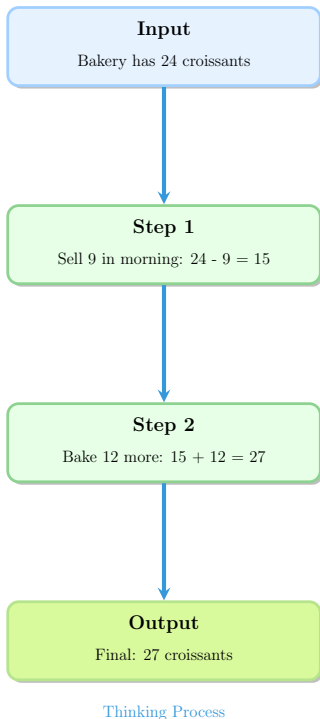 Input
Bakery has 24 croissants
Step 1
Sell 9 in morning: 24 - 9 = 15
Step 2
Bake 12 more: 15 + 12 = 27
Output
Final: 27 croissants
Thinking Process